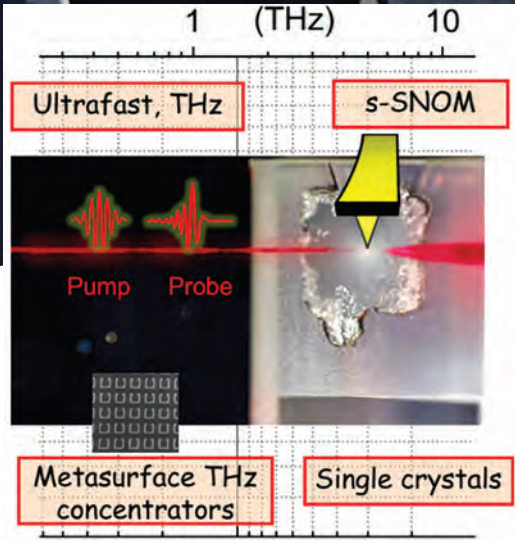 1 (THz) 10
Ultrafast, THz
s-SNOM
Pump
Probe
Metasurface THz
concentrators
Single crystals